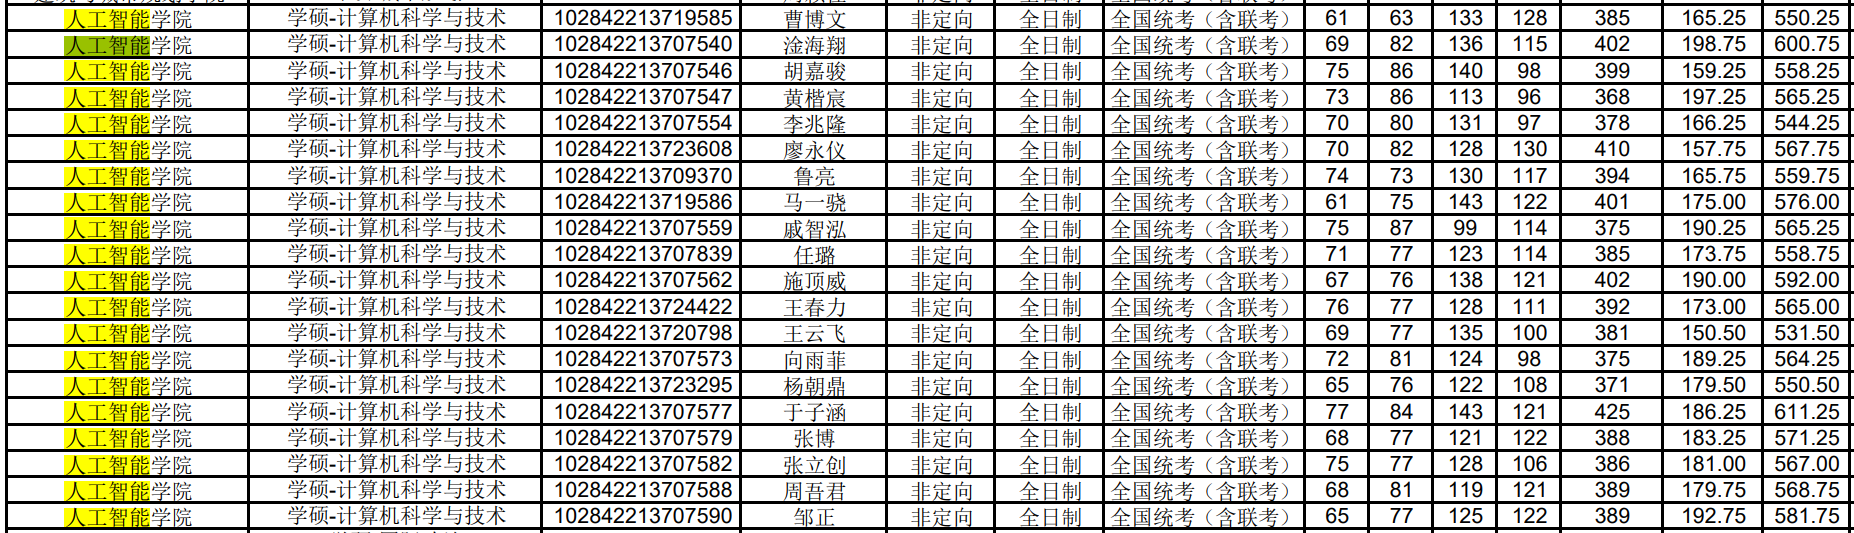 人工智能学院 学硕-计算机科学与技术 102842213719585 曹博文 非定向 全日制 全国统考（含联考） 61 63 133 128 385 165.25 550.25
人工智能学院 学硕-计算机科学与技术 102842213707540 淦海翔 非定向 全日制 全国统考（含联考） 69 82 136 115 402 198.75 600.75
人工智能学院 学硕-计算机科学与技术 102842213707546 胡嘉骏 非定向 全日制 全国统考（含联考） 75 86 140 98 399 159.25 558.25
人工智能学院 学硕-计算机科学与技术 102842213707547 黄楷宸 非定向 全日制 全国统考（含联考） 73 86 113 96 368 197.25 565.25
人工智能学院 学硕-计算机科学与技术 102842213707554 李兆隆 非定向 全日制 全国统考（含联考） 70 80 131 97 378 166.25 544.25
人工智能学院 学硕-计算机科学与技术 102842213723608 廖永仪 非定向 全日制 全国统考（含联考） 70 82 128 130 410 157.75 567.75
人工智能学院 学硕-计算机科学与技术 102842213709370 鲁亮 非定向 全日制 全国统考（含联考） 74 73 130 117 394 165.75 559.75
人工智能学院 学硕-计算机科学与技术 102842213719586 马一骁 非定向 全日制 全国统考（含联考） 61 75 143 122 401 175.00 576.00
人工智能学院 学硕-计算机科学与技术 102842213707559 戚智泓 非定向 全日制 全国统考（含联考） 75 87 99 114 375 190.25 565.25
人工智能学院 学硕-计算机科学与技术 102842213707839 任璐 非定向 全日制 全国统考（含联考） 71 77 123 114 385 173.75 558.75
人工智能学院 学硕-计算机科学与技术 102842213707562 施顶威 非定向 全日制 全国统考（含联考） 67 76 138 121 402 190.00 592.00
人工智能学院 学硕-计算机科学与技术 102842213724422 王春力 非定向 全日制 全国统考（含联考） 76 77 128 111 392 173.00 565.00
人工智能学院 学硕-计算机科学与技术 102842213720798 王云飞 非定向 全日制 全国统考（含联考） 69 77 135 100 381 150.50 531.50
人工智能学院 学硕-计算机科学与技术 102842213707573 向雨菲 非定向 全日制 全国统考（含联考） 72 81 124 98 375 189.25 564.25
人工智能学院 学硕-计算机科学与技术 102842213723295 杨朝鼎 非定向 全日制 全国统考（含联考） 65 76 122 108 371 179.50 550.50
人工智能学院 学硕-计算机科学与技术 102842213707577 于子涵 非定向 全日制 全国统考（含联考） 77 84 143 121 425 186.25 611.25
人工智能学院 学硕-计算机科学与技术 102842213707579 张博 非定向 全日制 全国统考（含联考） 68 77 121 122 388 183.25 571.25
人工智能学院 学硕-计算机科学与技术 102842213707582 张立创 非定向 全日制 全国统考（含联考） 75 77 128 106 386 181.00 567.00
人工智能学院 学硕-计算机科学与技术 102842213707588 周吾君 非定向 全日制 全国统考（含联考） 68 81 119 121 389 179.75 568.75
人工智能学院 学硕-计算机科学与技术 102842213707590 邹正 非定向 全日制 全国统考（含联考） 65 77 125 122 389 192.75 581.75